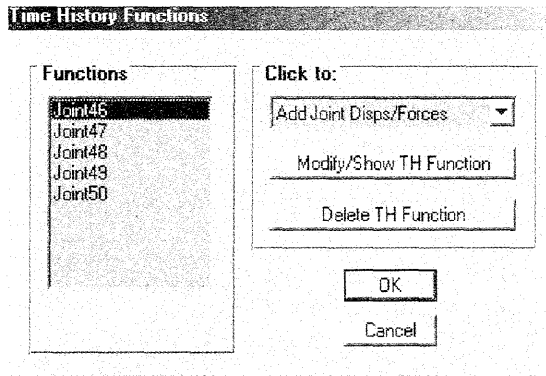 Time History Functions
Functions
Joint46
Joint47
Joint48
Joint49
Joint50
Click to:
Add Joint Disps/Forces
Modify/Show TH Function
Delete TH Function
OK
Cancel